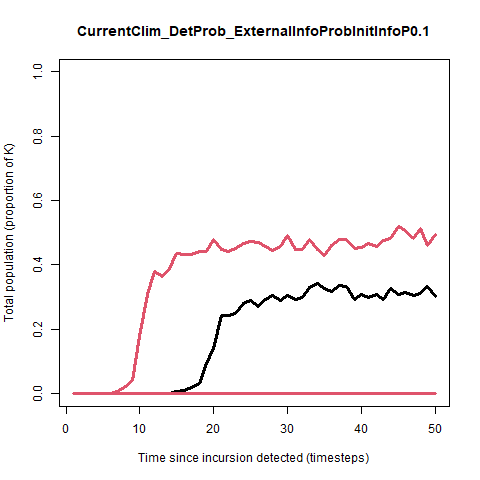 CurrentClim_DetProb_ExternalInfoProbInitInfoP0.1
Total population (proportion of K)
1.0
0.8
0.6
0.4
0.2
0.0
0 10 20 30 40 50
Time since incursion detected (timesteps)